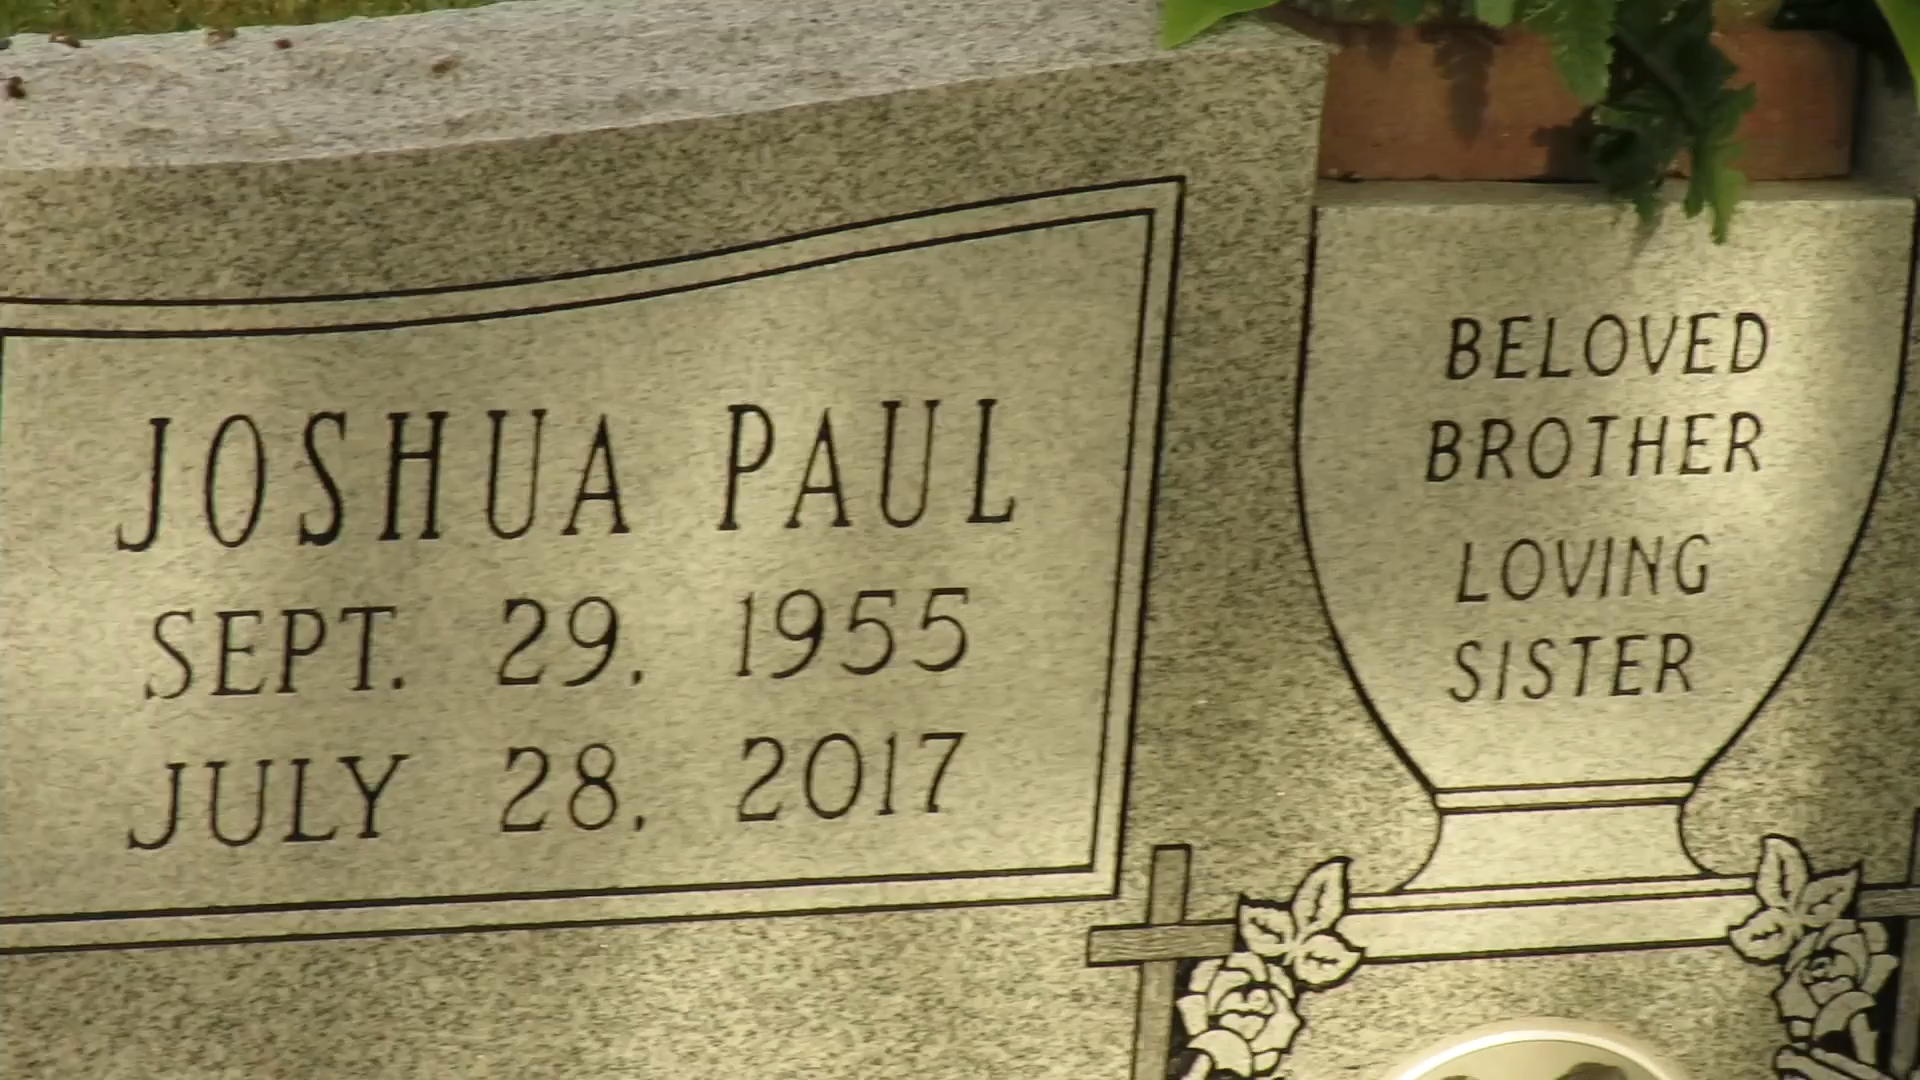 JOSHUA PAUL
SEPT. 29, 1955
JULY 28, 2017
BELOVED
BROTHER
LOVING
SISTER